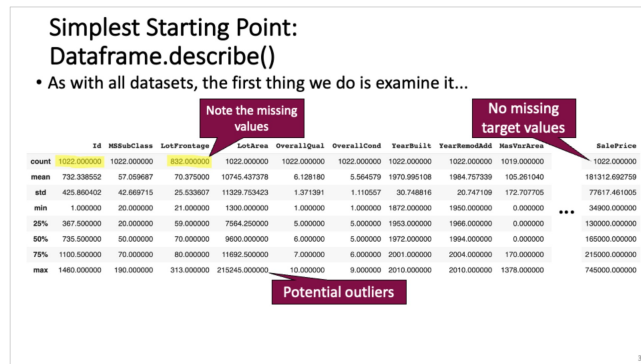 Simplest Starting Point:
Dataframe.describe()
• As with all datasets, the first thing we do is examine it...
Note the missing
values
No missing
target values
Id MSSubClass LotFrontage LotArea OverallQual OverallCond YearBuilt YearRemodAdd MasVnrArea SalePrice
count 1022.000000 1022.000000 832.000000 1022.000000 1022.000000 1022.000000 1022.000000 1022.000000 1019.000000 1022.000000
mean 732.338552 57.059687 70.375000 10745.437378 6.128180 5.564579 1970.995108 1984.757339 105.261040 181312.692759
std 425.860402 42.669715 25.533607 11329.753423 1.371391 1.110557 30.748816 20.747109 172.707705 77617.461005
min 1.000000 20.000000 21.000000 1300.000000 1.000000 1.000000 1872.000000 1950.000000 0.000000 34900.000000
...
25% 367.500000 20.000000 59.000000 7564.250000 5.000000 5.000000 1953.000000 1966.000000 0.000000 130000.000000
50% 735.500000 50.000000 70.000000 9600.000000 6.000000 5.000000 1972.000000 1994.000000 0.000000 165000.000000
75% 1100.500000 70.000000 80.000000 11692.500000 7.000000 6.000000 2001.000000 2004.000000 170.000000 215000.000000
max 1460.000000 190.000000 313.000000 215245.000000 10.000000 9.000000 2010.000000 2010.000000 1378.000000 745000.000000
Potential outliers